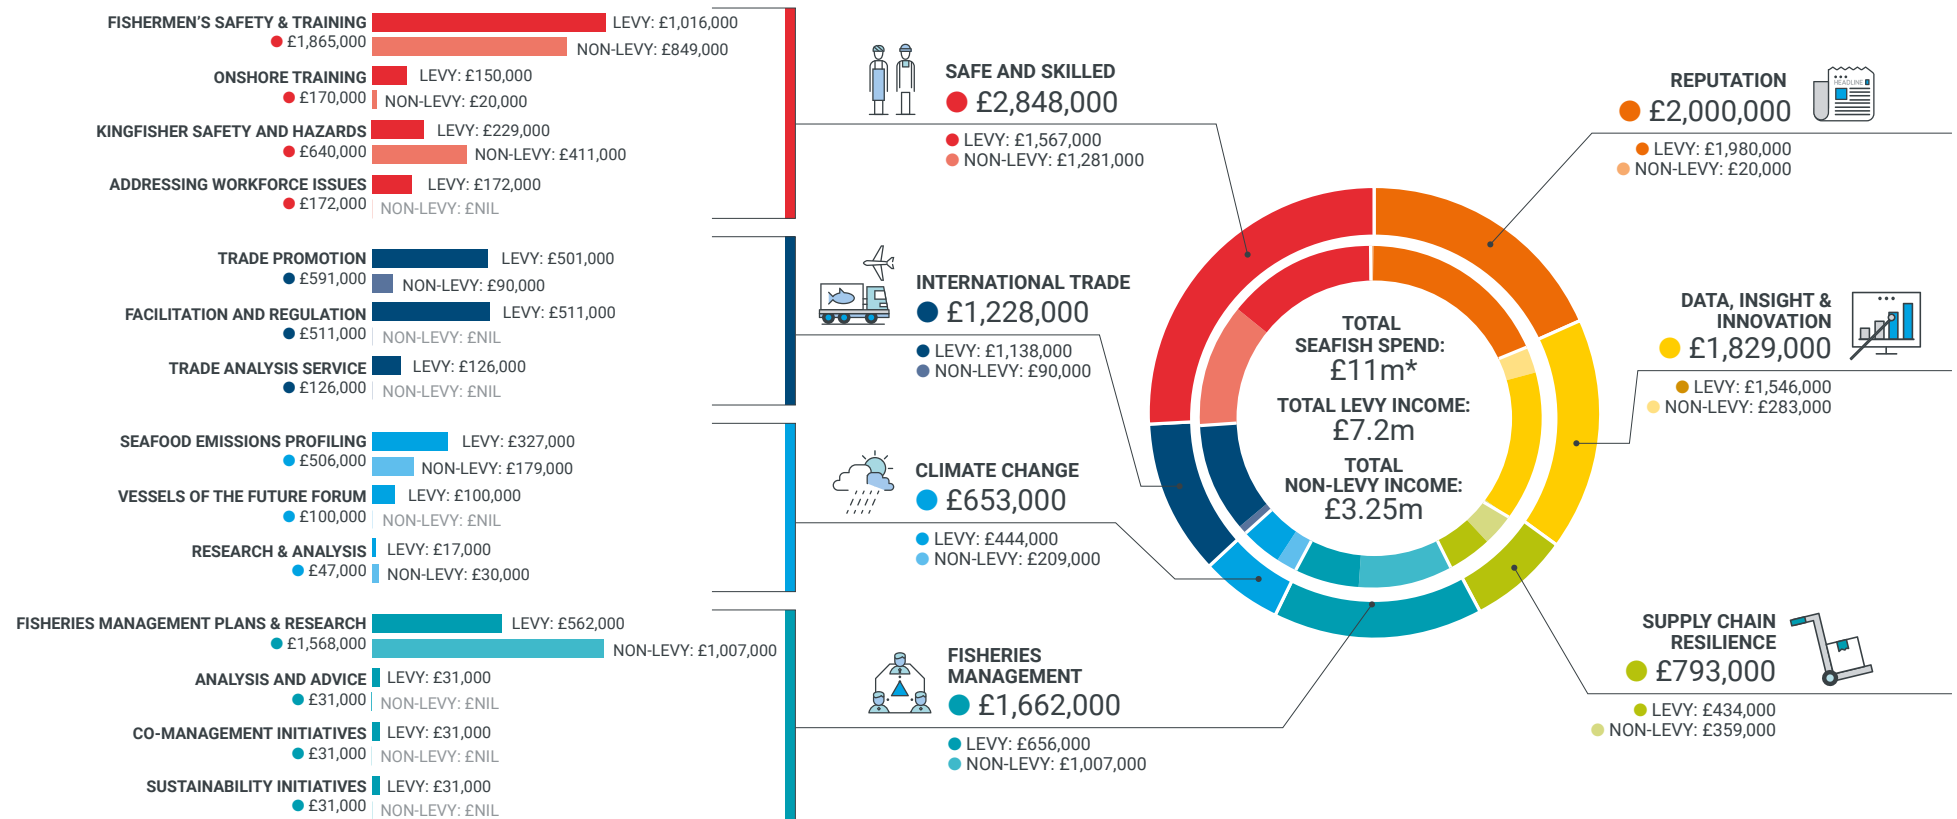 FISHERMEN'S SAFETY & TRAINING
£1,865,000
LEVY: £1,016,000
NON-LEVY: £849,000
ONSHORE TRAINING
£170,000
LEVY: £150,000
NON-LEVY: £20,000
KINGFISHER SAFETY AND HAZARDS
£640,000
LEVY: £229,000
NON-LEVY: £411,000
ADDRESSING WORKFORCE ISSUES
£172,000
LEVY: £172,000
NON-LEVY: £NIL
TRADE PROMOTION
£591,000
LEVY: £501,000
NON-LEVY: £90,000
FACILITATION AND REGULATION
£511,000
LEVY: £511,000
NON-LEVY: £NIL
TRADE ANALYSIS SERVICE
£126,000
LEVY: £126,000
NON-LEVY: £NIL
SEAFOOD EMISSIONS PROFILING
£506,000
LEVY: £327,000
NON-LEVY: £179,000
VESSELS OF THE FUTURE FORUM
£100,000
LEVY: £100,000
NON-LEVY: £NIL
RESEARCH & ANALYSIS
£47,000
LEVY: £17,000
NON-LEVY: £30,000
FISHERIES MANAGEMENT PLANS & RESEARCH
£1,568,000
LEVY: £562,000
NON-LEVY: £1,007,000
ANALYSIS AND ADVICE
£31,000
LEVY: £31,000
NON-LEVY: £NIL
CO-MANAGEMENT INITIATIVES
£31,000
LEVY: £31,000
NON-LEVY: £NIL
SUSTAINABILITY INITIATIVES
£31,000
LEVY: £31,000
NON-LEVY: £NIL
SAFE AND SKILLED
£2,848,000
LEVY: £1,567,000
NON-LEVY: £1,281,000
INTERNATIONAL TRADE
£1,228,000
LEVY: £1,138,000
NON-LEVY: £90,000
CLIMATE CHANGE
£653,000
LEVY: £444,000
NON-LEVY: £209,000
FISHERIES
MANAGEMENT
£1,662,000
LEVY: £656,000
NON-LEVY: £1,007,000
TOTAL
SEAFISH SPEND:
£11m*
TOTAL LEVY INCOME:
£7.2m
TOTAL
NON-LEVY INCOME:
£3.25m
REPUTATION
£2,000,000
LEVY: £1,980,000
NON-LEVY: £20,000
HEADLINE
DATA, INSIGHT &
INNOVATION
£1,829,000
LEVY: £1,546,000
NON-LEVY: £283,000
SUPPLY CHAIN
RESILIENCE
£793,000
LEVY: £434,000
NON-LEVY: £359,000